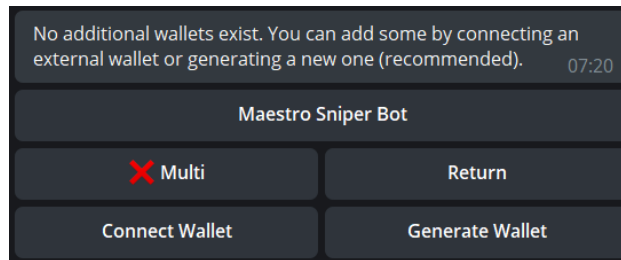 No additional wallets exist. You can add some by connecting an
external wallet or generating a new one (recommended). 07:20
Maestro Sniper Bot
❌ Multi
Return
Connect Wallet
Generate Wallet